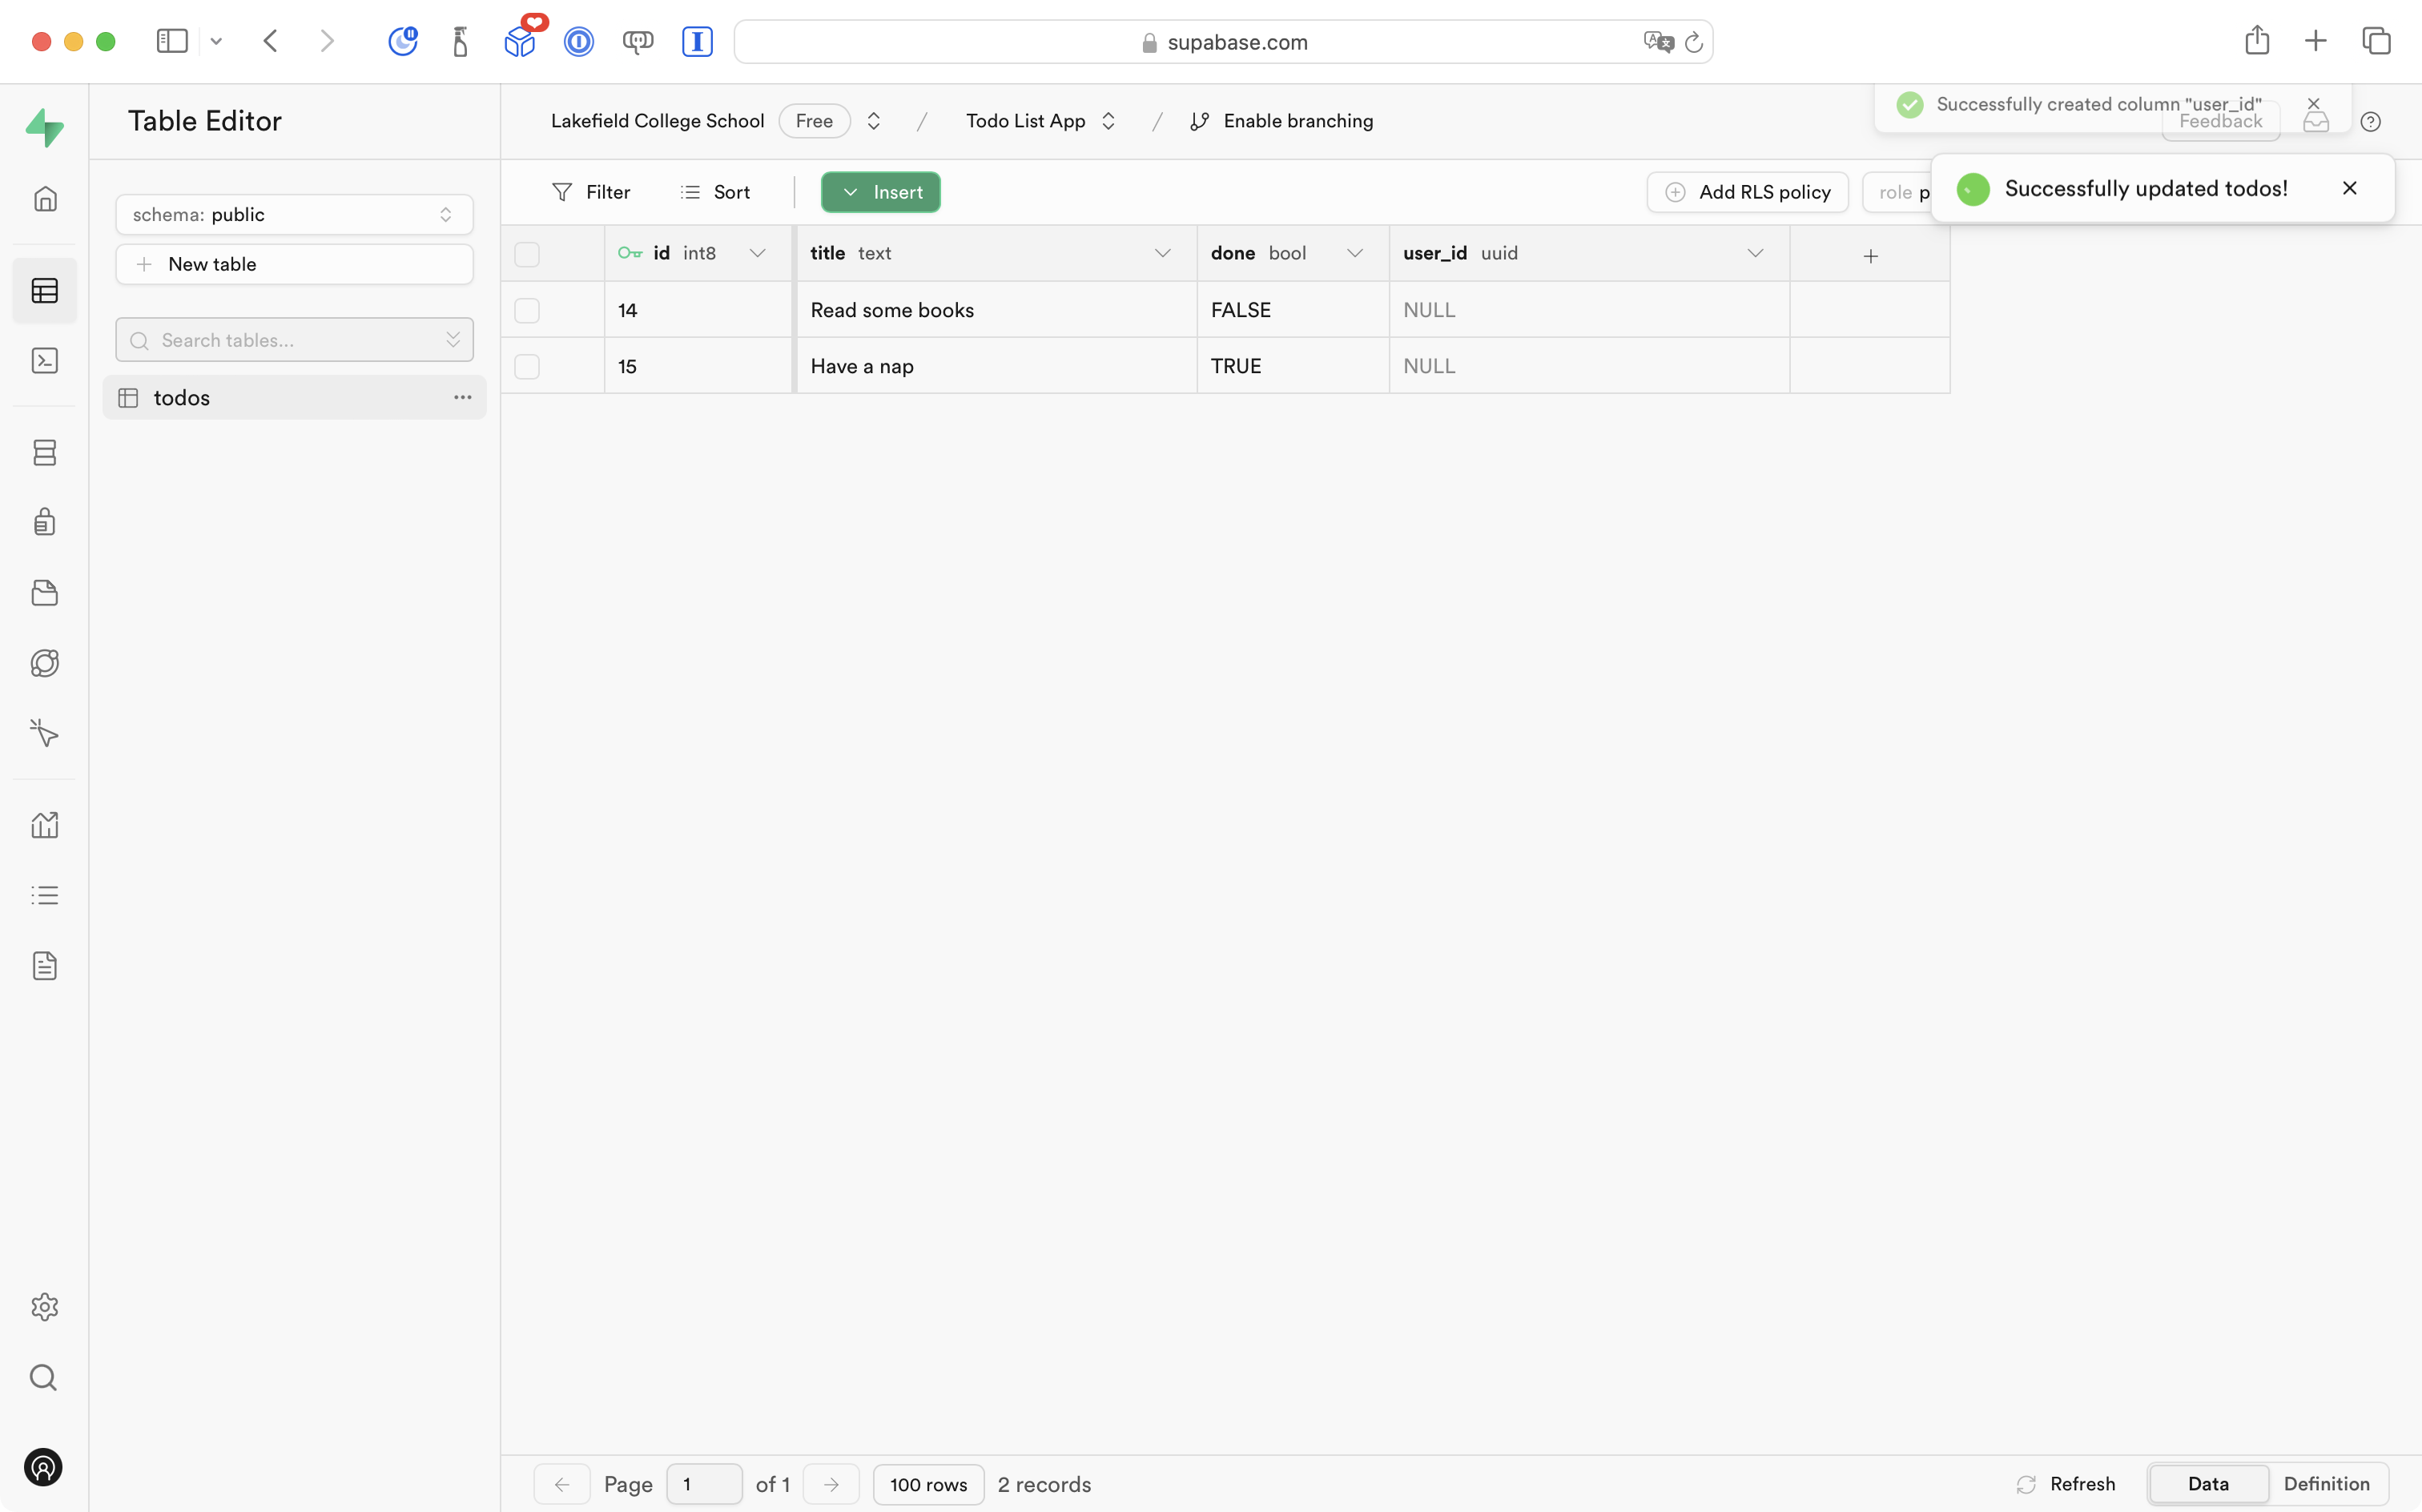 supabase.com
Table Editor
Lakefield College School Free / Todo List App / Enable branching
Successfully created column "user_id"
Feedback
schema: public
New table
Search tables...
todos
Filter Sort Insert
Add RLS policy role p
Successfully updated todos!
id int8 title text done bool user_id uuid
14 Read some books FALSE NULL
15 Have a nap TRUE NULL
Page 1 of 1 100 rows 2 records
Refresh Data Definition